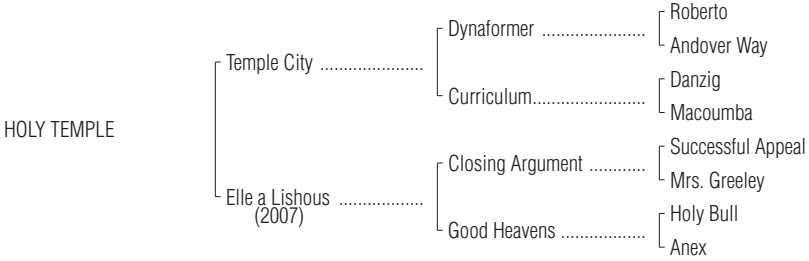 Roberto
Dynaformer ......................
Andover Way
Temple City ......................
Danzig
Curriculum........................
Macoumba
HOLY TEMPLE
Successful Appeal
Closing Argument ............
Mrs. Greeley
Elle a Lishous ..................
(2007)
Holy Bull
Good Heavens ..................
Anex